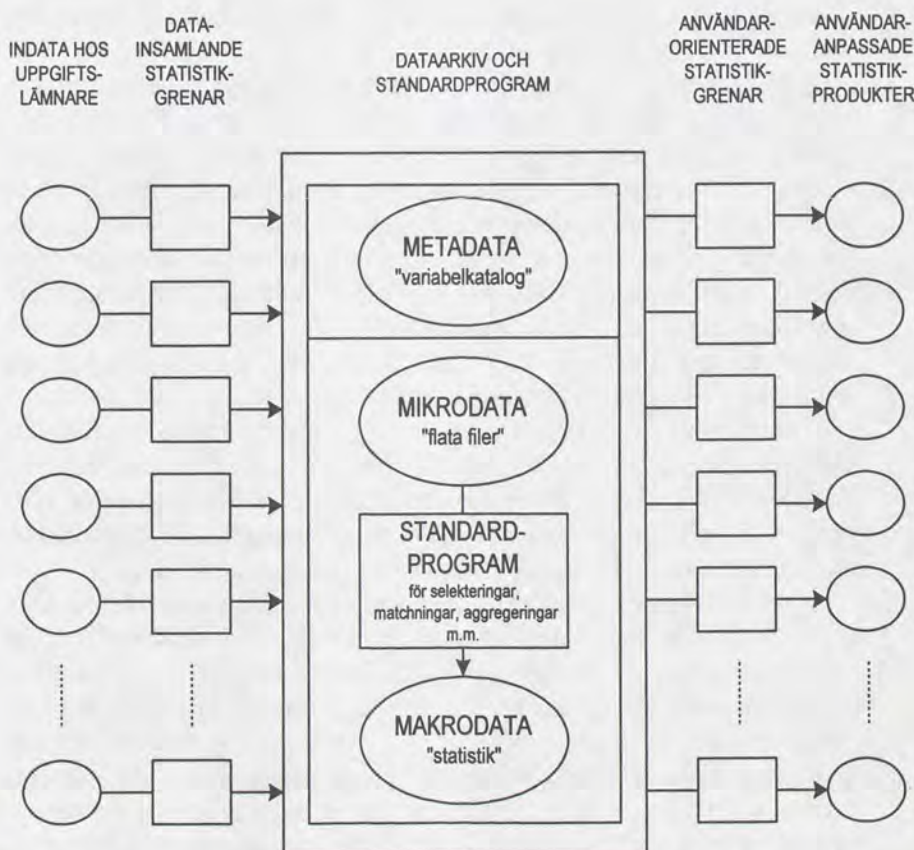 INDATA HOS
UPPGIFTS-
LÄMNARE
DATA-
INSAMLANDE
STATISTIK-
GRENAR
DATAARKIV OCH
STANDARDPROGRAM
ANVÄNDAR-
ORIENTERADE
STATISTIK-
GRENAR
ANVÄNDAR-
ANPASSADE
STATISTIK-
PRODUKTER
METADATA
"variabelkatalog"
MIKRODATA
"flata filer"
STANDARD-
PROGRAM
för selekteringar,
matchningar, aggregeringar
m.m.
MAKRODATA
"statistik"